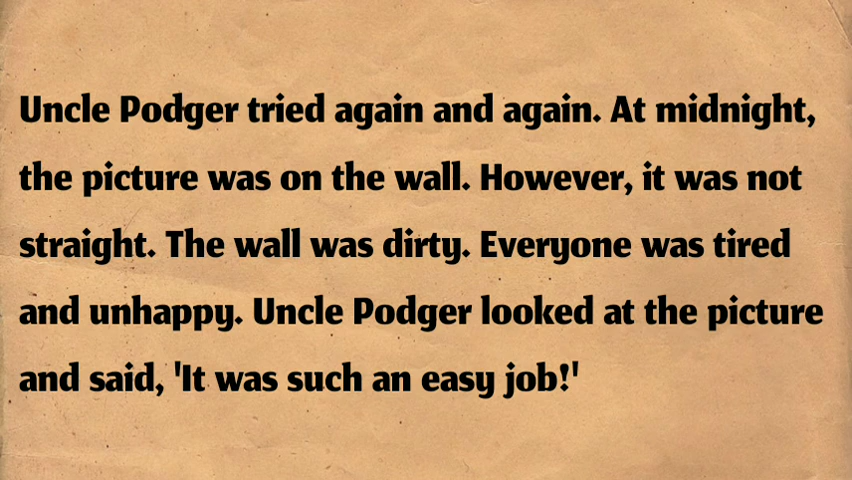 Uncle Podger tried again and again. At midnight,
the picture was on the wall. However, it was not
straight. The wall was dirty. Everyone was tired
and unhappy. Uncle Podger looked at the picture
and said, 'It was such an easy job!'